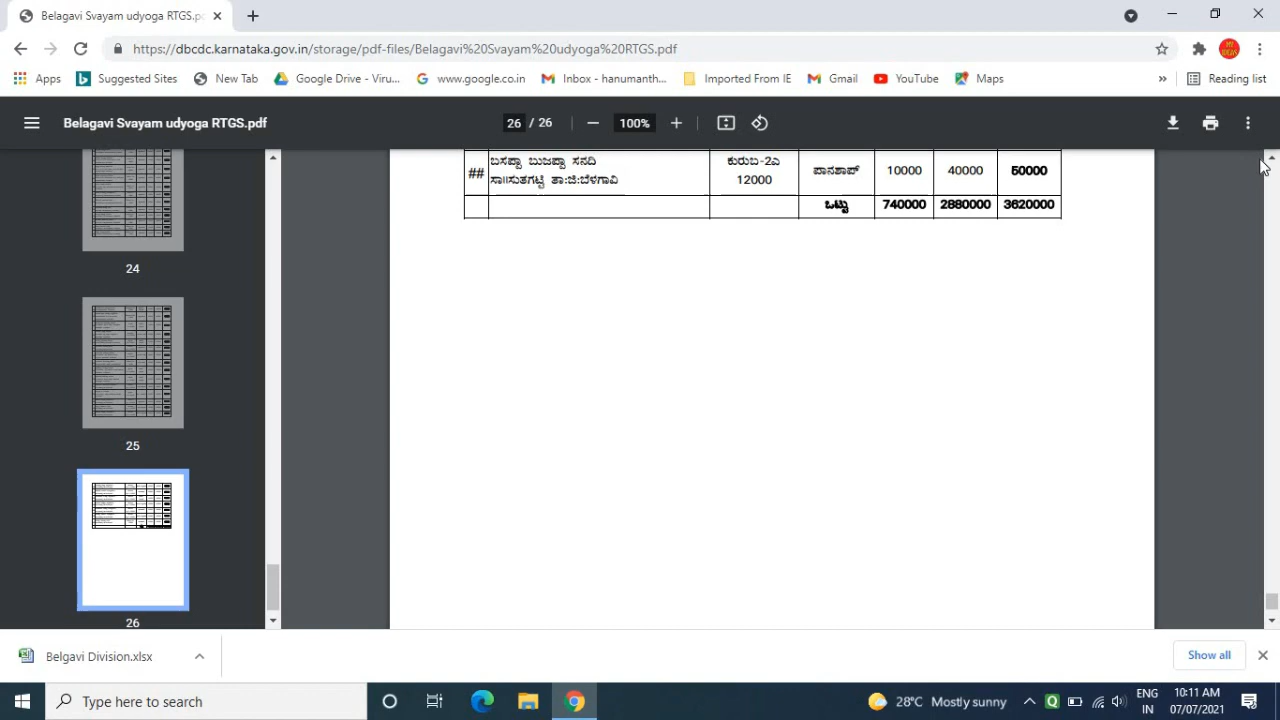 Belagavi Svayam udyoga RTGS.pd
https://dbcdc.karnataka.gov.in/storage/pdf-files/Belagavi%20Svayam%20udyoga%20RTGS.pdf
Apps Suggested Sites New Tab Google Drive - Viru... www.google.co.in Inbox - hanumanth... Imported From IE Gmail YouTube Maps » Reading list
Belagavi Svayam udyoga RTGS.pdf 26 / 26 100%
24
25
26
## ಬಸಪ್ಪಾ ಬುಜಪ್ಪಾ ಸನದಿ ಕುರುಬ-2ಎ ಪಾನಶಾಪ್ 10000 40000 50000
ಸಾ॥ಸುತಗಟ್ಟಿ ತಾ:ಜಿ:ಬೆಳಗಾವಿ 12000
ಒಟ್ಟು 740000 2880000 3620000
Belgavi Division.xlsx Show all
Type here to search 28°C Mostly sunny ENG IN 10:11 AM 07/07/2021